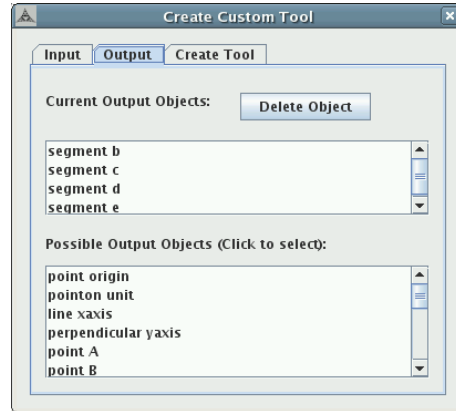 Create Custom Tool
Input Output Create Tool
Current Output Objects: Delete Object
segment b
segment c
segment d
segment e
Possible Output Objects (Click to select):
point origin
pointon unit
line xaxis
perpendicular yaxis
point A
point B